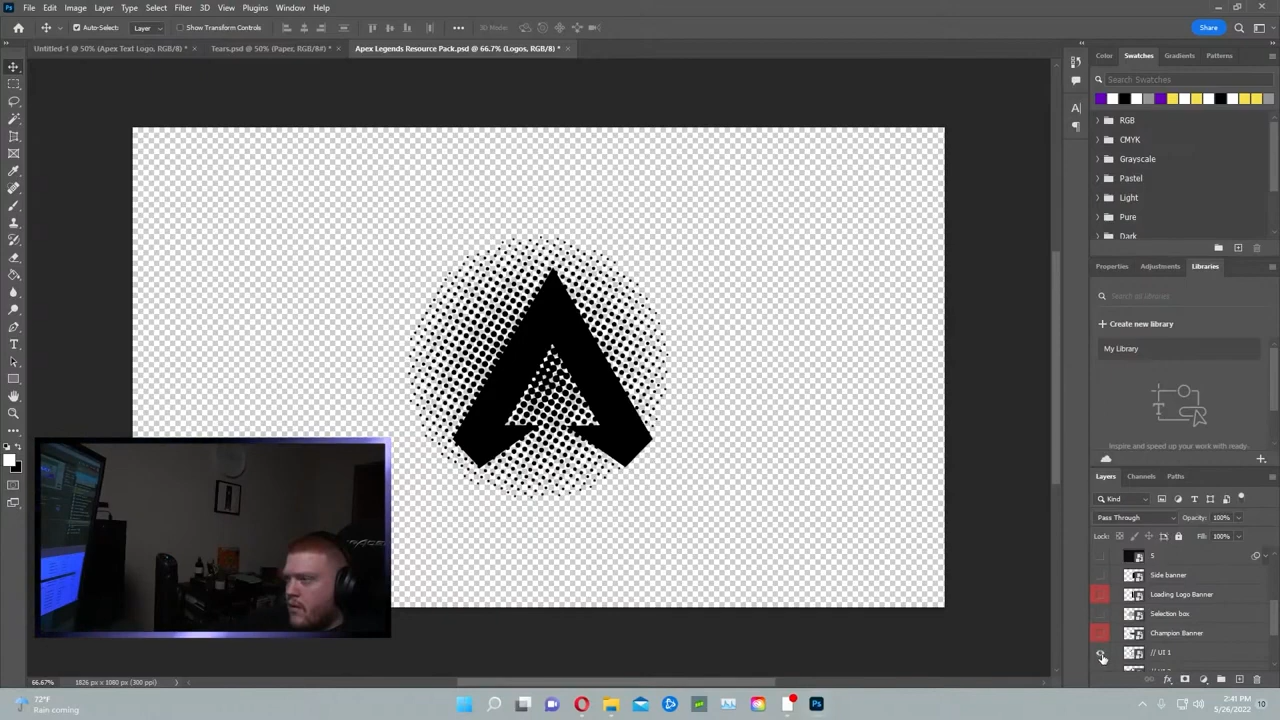 Ps File Edit Image Layer Type Select Filter 3D View Plugins Window Help
Auto-Select: Layer Show Transform Controls 3D Mode: Share
Untitled-1 @ 50% (Apex Text Logo, RGB/8) * × Tears.psd @ 50% (Paper, RGB/8#) * × Apex Legends Resource Pack.psd @ 66.7% (Logos, RGB/8) * ×
Color Swatches Gradients Patterns
Search Swatches
RGB
CMYK
Grayscale
Pastel
Light
Pure
Dark
Properties Adjustments Libraries
Search all libraries
+ Create new library
My Library
Inspire and speed up your work with ready-
Layers Channels Paths
Kind
Pass Through Opacity: 100%
Lock: Fill: 100%
5
Side banner
Loading Logo Banner
Selection box
Champion Banner
// UI 1
66.67% 1826 px x 1080 px (300 ppi)
72°F
Rain coming
Ps
2:41 PM
5/26/2022